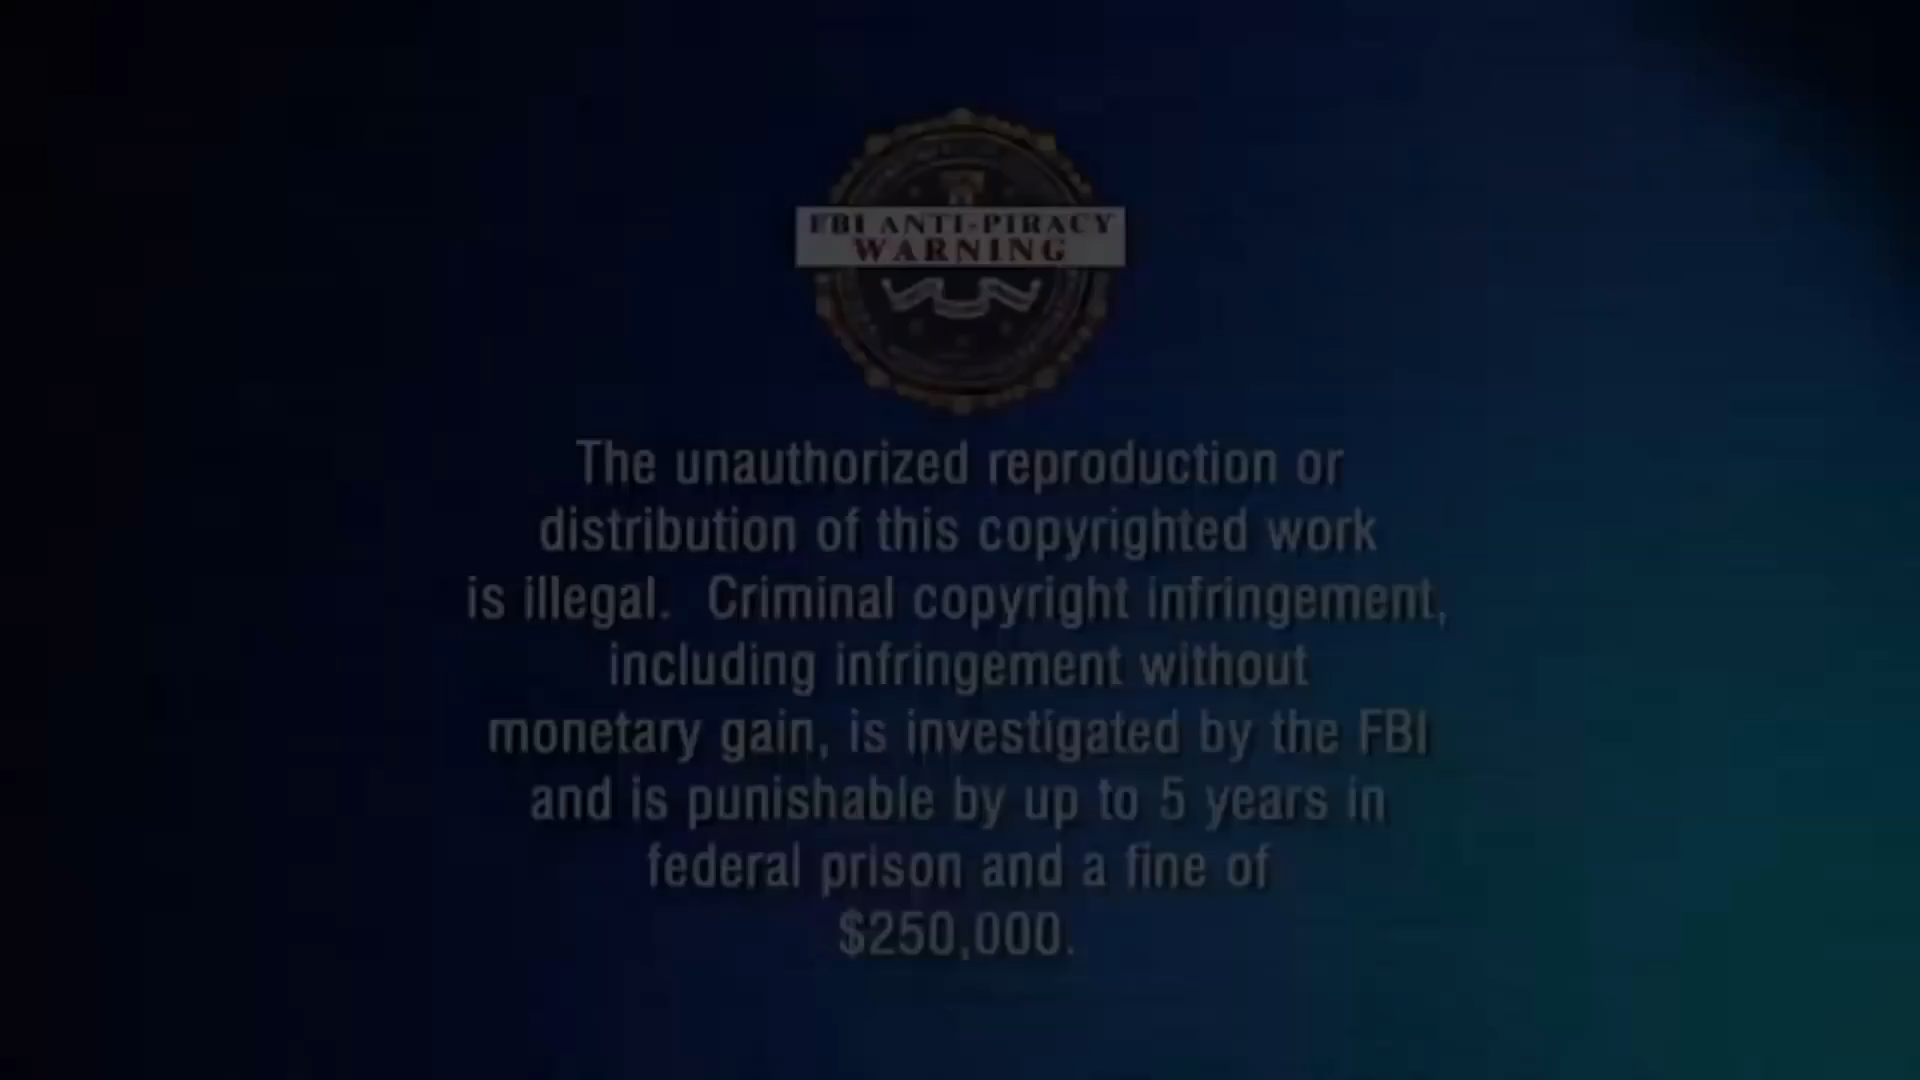 FBI ANTI-PIRACY
WARNING
The unauthorized reproduction or
distribution of this copyrighted work
is illegal.  Criminal copyright infringement,
including infringement without
monetary gain, is investigated by the FBI
and is punishable by up to 5 years in
federal prison and a fine of
$250,000.